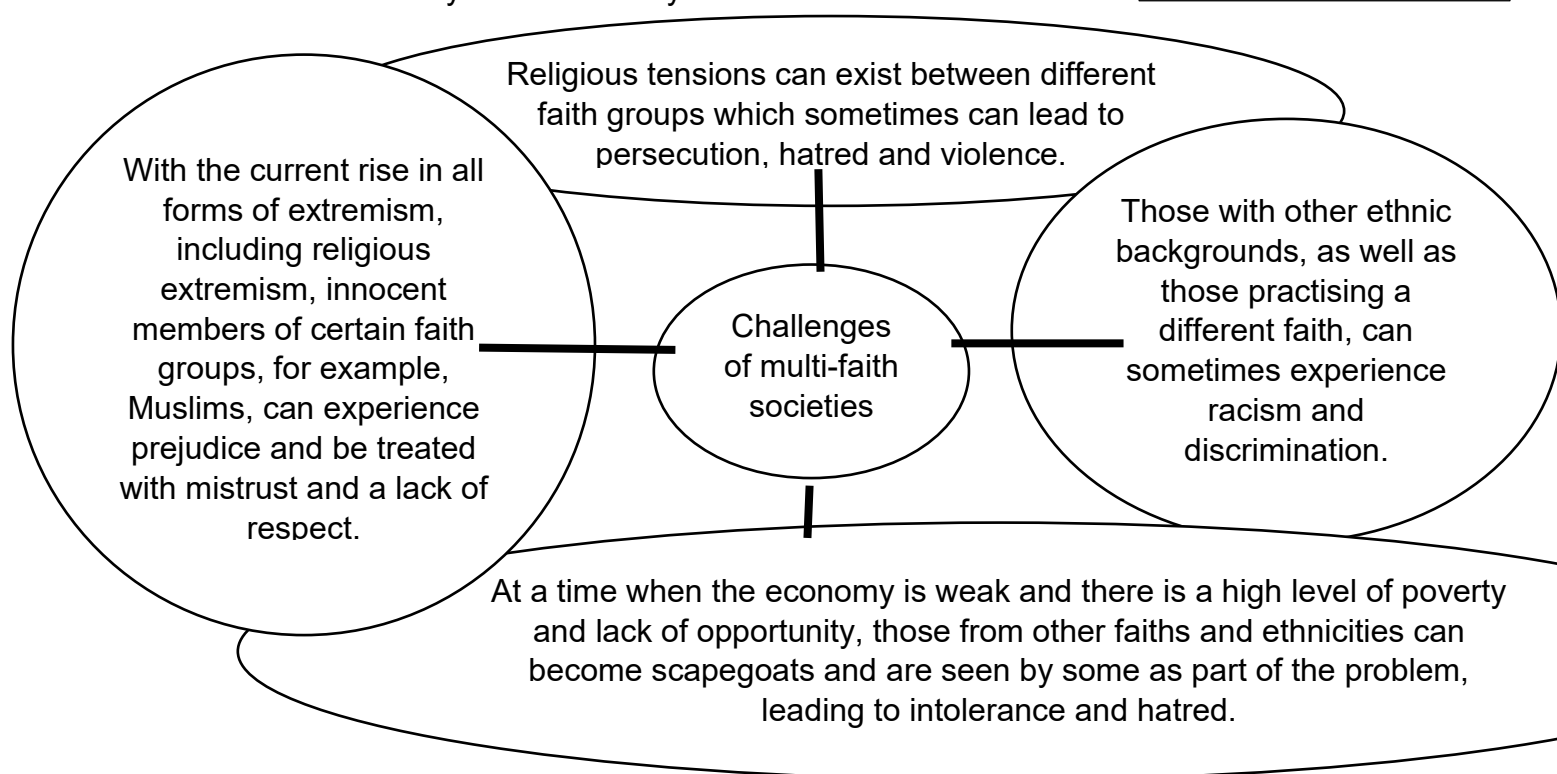 Religious tensions can exist between different
faith groups which sometimes can lead to
persecution, hatred and violence.
With the current rise in all
forms of extremism,
including religious
extremism, innocent
members of certain faith
groups, for example,
Muslims, can experience
prejudice and be treated
with mistrust and a lack of
respect.
Challenges
of multi-faith
societies
Those with other ethnic
backgrounds, as well as
those practising a
different faith, can
sometimes experience
racism and
discrimination.
At a time when the economy is weak and there is a high level of poverty
and lack of opportunity, those from other faiths and ethnicities can
become scapegoats and are seen by some as part of the problem,
leading to intolerance and hatred.